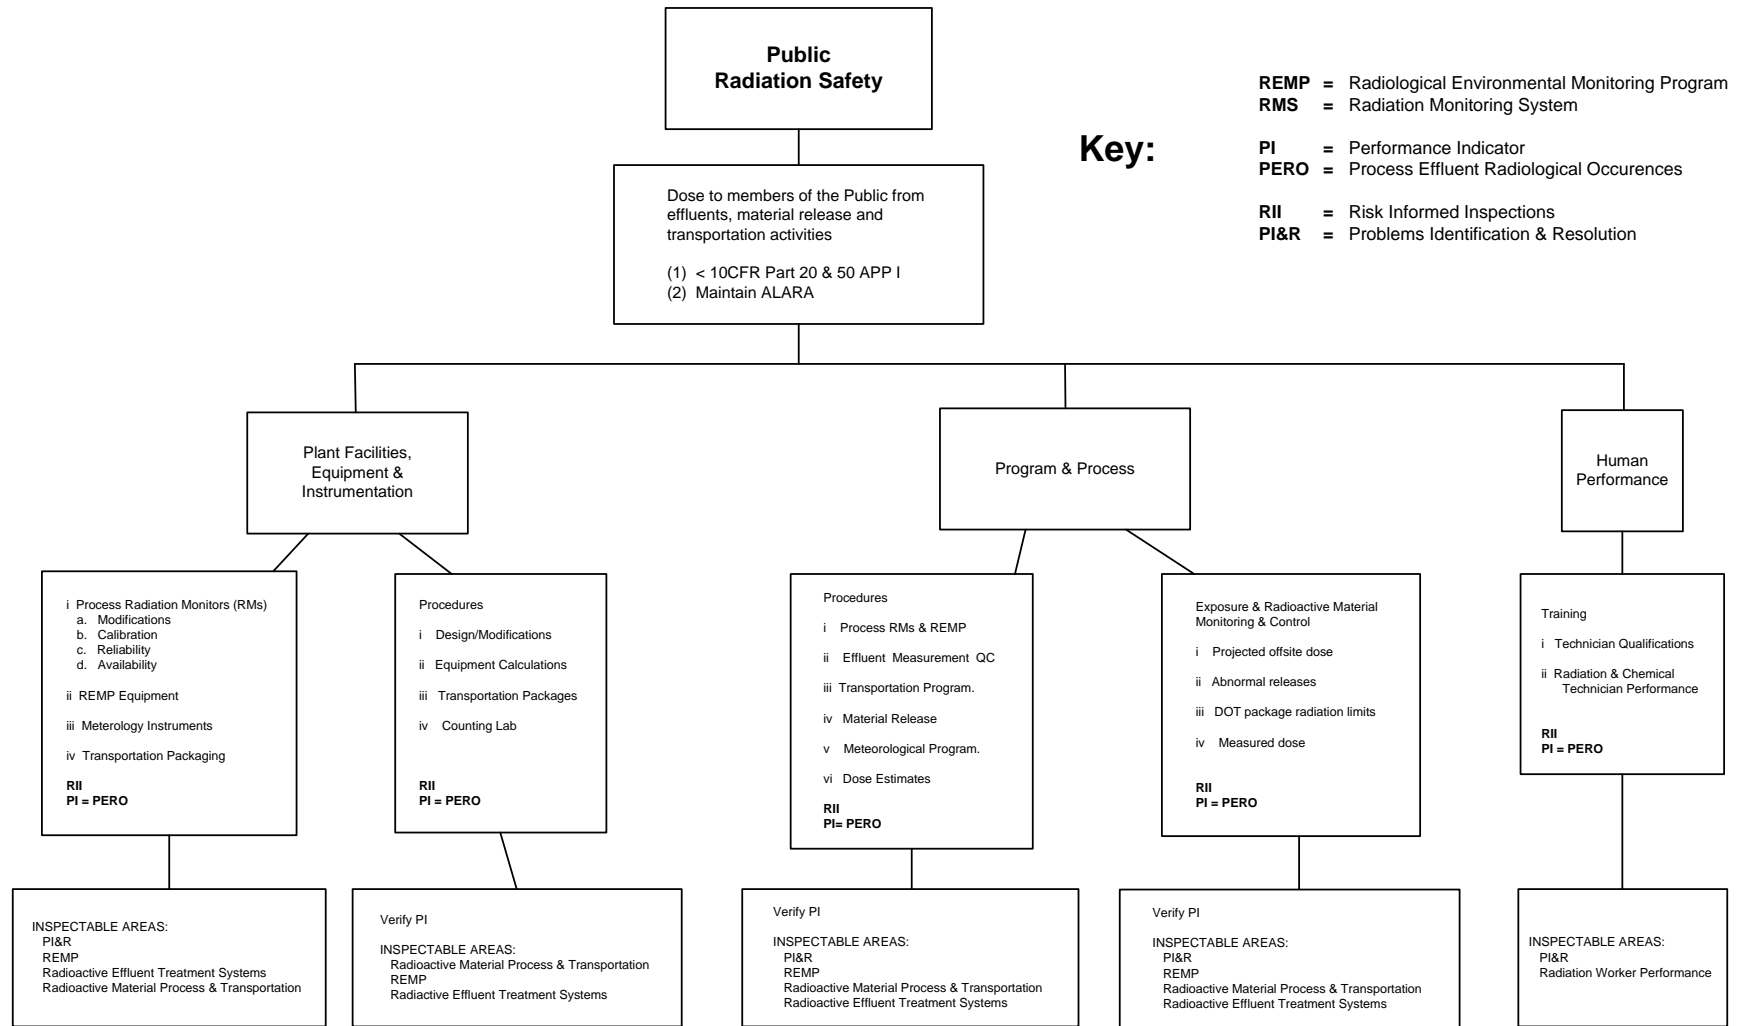 Public
Radiation Safety
Key:
REMP = Radiological Environmental Monitoring Program
RMS = Radiation Monitoring System
PI = Performance Indicator
PERO = Process Effluent Radiological Occurences
RII = Risk Informed Inspections
PI&R = Problems Identification & Resolution
Dose to members of the Public from
effluents, material release and
transportation activities
(1) < 10CFR Part 20 & 50 APP I
(2) Maintain ALARA
Plant Facilities,
Equipment &
Instrumentation
Program & Process
Human
Performance
i Process Radiation Monitors (RMs)
a. Modifications
b. Calibration
c. Reliability
d. Availability
ii REMP Equipment
iii Meterology Instruments
iv Transportation Packaging
RII
PI = PERO
Procedures
i Design/Modifications
ii Equipment Calculations
iii Transportation Packages
iv Counting Lab
RII
PI = PERO
Procedures
i Process RMs & REMP
ii Effluent Measurement QC
iii Transportation Program.
iv Material Release
v Meteorological Program.
vi Dose Estimates
RII
PI= PERO
Exposure & Radioactive Material
Monitoring & Control
i Projected offsite dose
ii Abnormal releases
iii DOT package radiation limits
iv Measured dose
RII
PI = PERO
Training
i Technician Qualifications
ii Radiation & Chemical
Technician Performance
RII
PI = PERO
INSPECTABLE AREAS:
PI&R
REMP
Radioactive Effluent Treatment Systems
Radioactive Material Process & Transportation
Verify PI
INSPECTABLE AREAS:
Radioactive Material Process & Transportation
REMP
Radiactive Effluent Treatment Systems
Verify PI
INSPECTABLE AREAS:
PI&R
REMP
Radioactive Material Process & Transportation
Radioactive Effluent Treatment Systems
Verify PI
INSPECTABLE AREAS:
PI&R
REMP
Radioactive Material Process & Transportation
Radioactive Effluent Treatment Systems
INSPECTABLE AREAS:
PI&R
Radiation Worker Performance